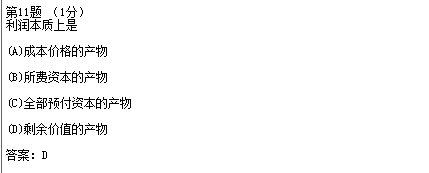 第11题 （1分）
利润本质上是
(A)成本价格的产物
(B)所费资本的产物
(C)全部预付资本的产物
(D)剩余价值的产物
答案：D